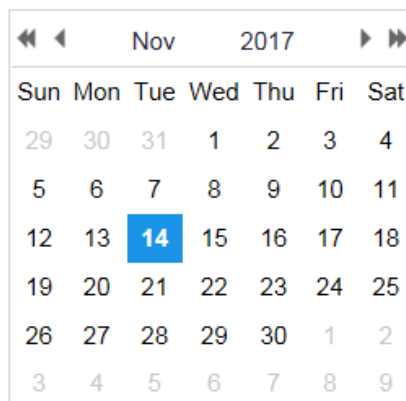 Nov 2017
Sun Mon Tue Wed Thu Fri Sat
29 30 31 1 2 3 4
5 6 7 8 9 10 11
12 13 14 15 16 17 18
19 20 21 22 23 24 25
26 27 28 29 30 1 2
3 4 5 6 7 8 9